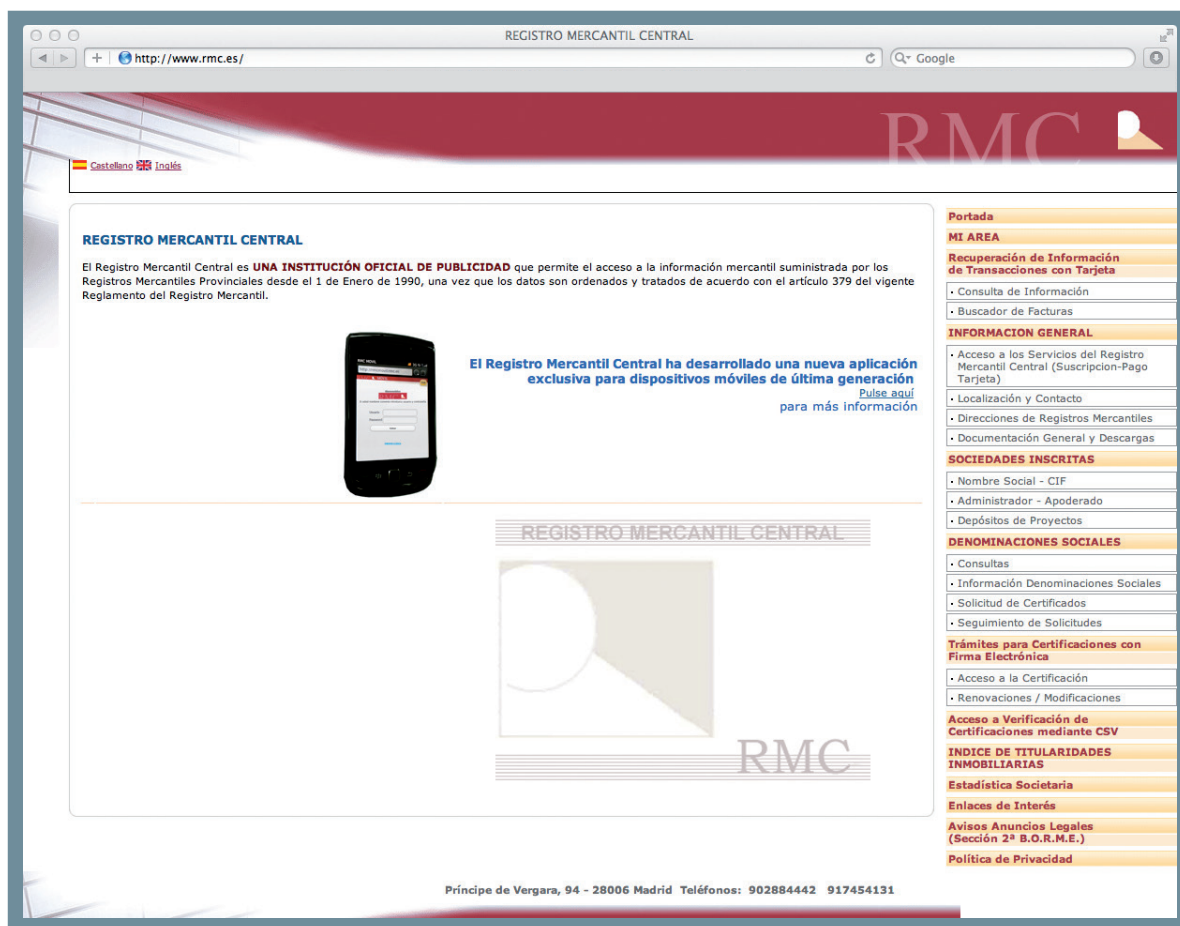 REGISTRO MERCANTIL CENTRAL
http://www.rmc.es/
Google
RMC
Castellano Inglés
REGISTRO MERCANTIL CENTRAL
El Registro Mercantil Central es UNA INSTITUCIÓN OFICIAL DE PUBLICIDAD que permite el acceso a la información mercantil suministrada por los
Registros Mercantiles Provinciales desde el 1 de Enero de 1990, una vez que los datos son ordenados y tratados de acuerdo con el artículo 379 del vigente
Reglamento del Registro Mercantil.
El Registro Mercantil Central ha desarrollado una nueva aplicación
exclusiva para dispositivos móviles de última generación
Pulse aquí
para más información
REGISTRO MERCANTIL CENTRAL
RMC
Portada
MI AREA
Recuperación de Información
de Transacciones con Tarjeta
· Consulta de Información
· Buscador de Facturas
INFORMACION GENERAL
· Acceso a los Servicios del Registro
Mercantil Central (Suscripcion-Pago
Tarjeta)
· Localización y Contacto
· Direcciones de Registros Mercantiles
· Documentación General y Descargas
SOCIEDADES INSCRITAS
· Nombre Social - CIF
· Administrador - Apoderado
· Depósitos de Proyectos
DENOMINACIONES SOCIALES
· Consultas
· Información Denominaciones Sociales
· Solicitud de Certificados
· Seguimiento de Solicitudes
Trámites para Certificaciones con
Firma Electrónica
· Acceso a la Certificación
· Renovaciones / Modificaciones
Acceso a Verificación de
Certificaciones mediante CSV
INDICE DE TITULARIDADES
INMOBILIARIAS
Estadística Societaria
Enlaces de Interés
Avisos Anuncios Legales
(Sección 2ª B.O.R.M.E.)
Política de Privacidad
Príncipe de Vergara, 94 - 28006 Madrid Teléfonos: 902884442 917454131